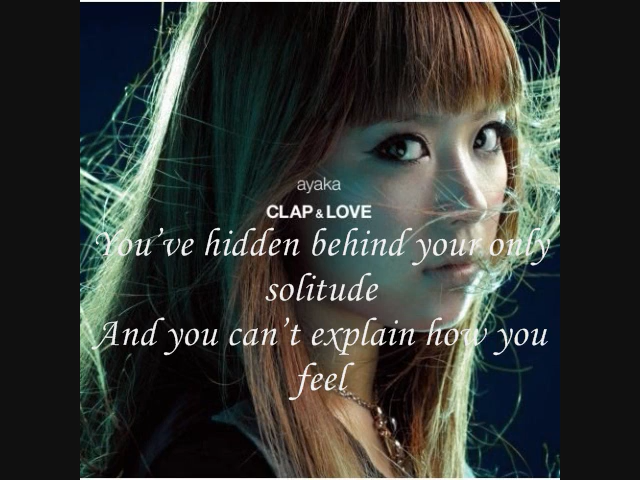 ayaka
CLAP & LOVE
You've hidden behind your only
solitude
And you can't explain how you
feel